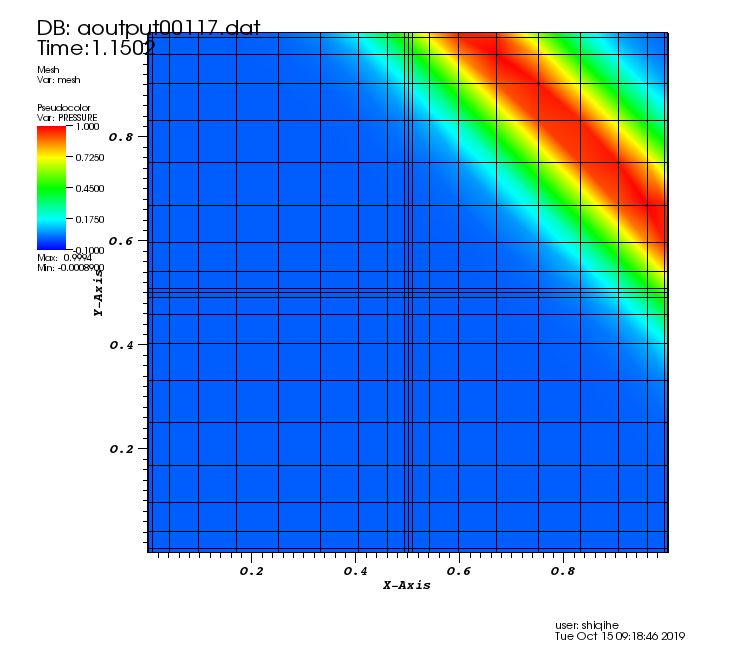 DB: aoutput00117.dat
Time:1.1502
Mesh
Var: mesh
Pseudocolor
Var: PRESSURE
1.000
0.7250
0.4500
0.1750
-0.1000
Max: 0.9994
Min: -0.0008900
Y-Axis
0.8
0.6
0.4
0.2
0.2 0.4 0.6 0.8
X-Axis
user: shiqihe
Tue Oct 15 09:18:46 2019